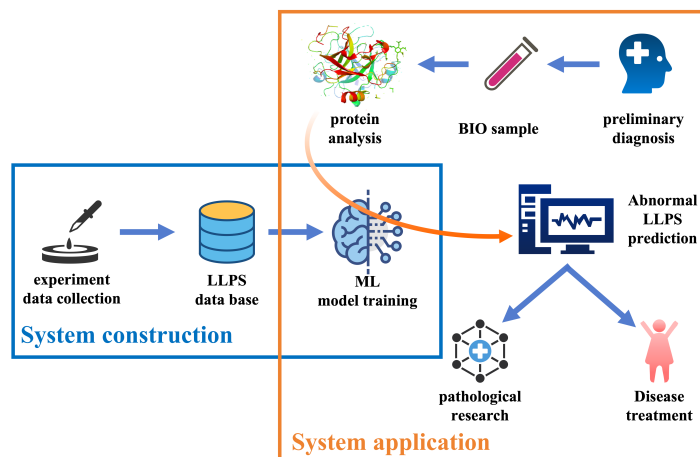 protein
analysis
BIO sample
preliminary
diagnosis
experiment
data collection
LLPS
data base
ML
model training
Abnormal
LLPS
prediction
System construction
pathological
research
Disease
treatment
System application